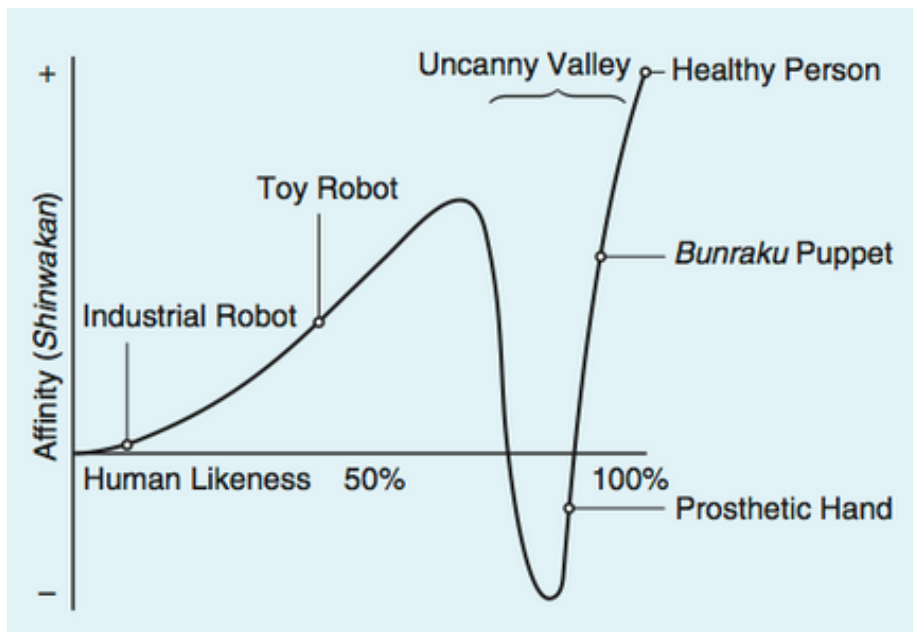 +
Uncanny Valley
Healthy Person
Toy Robot
Bunraku Puppet
Industrial Robot
Affinity (Shinwakan)
Human Likeness 50% 100%
Prosthetic Hand
–